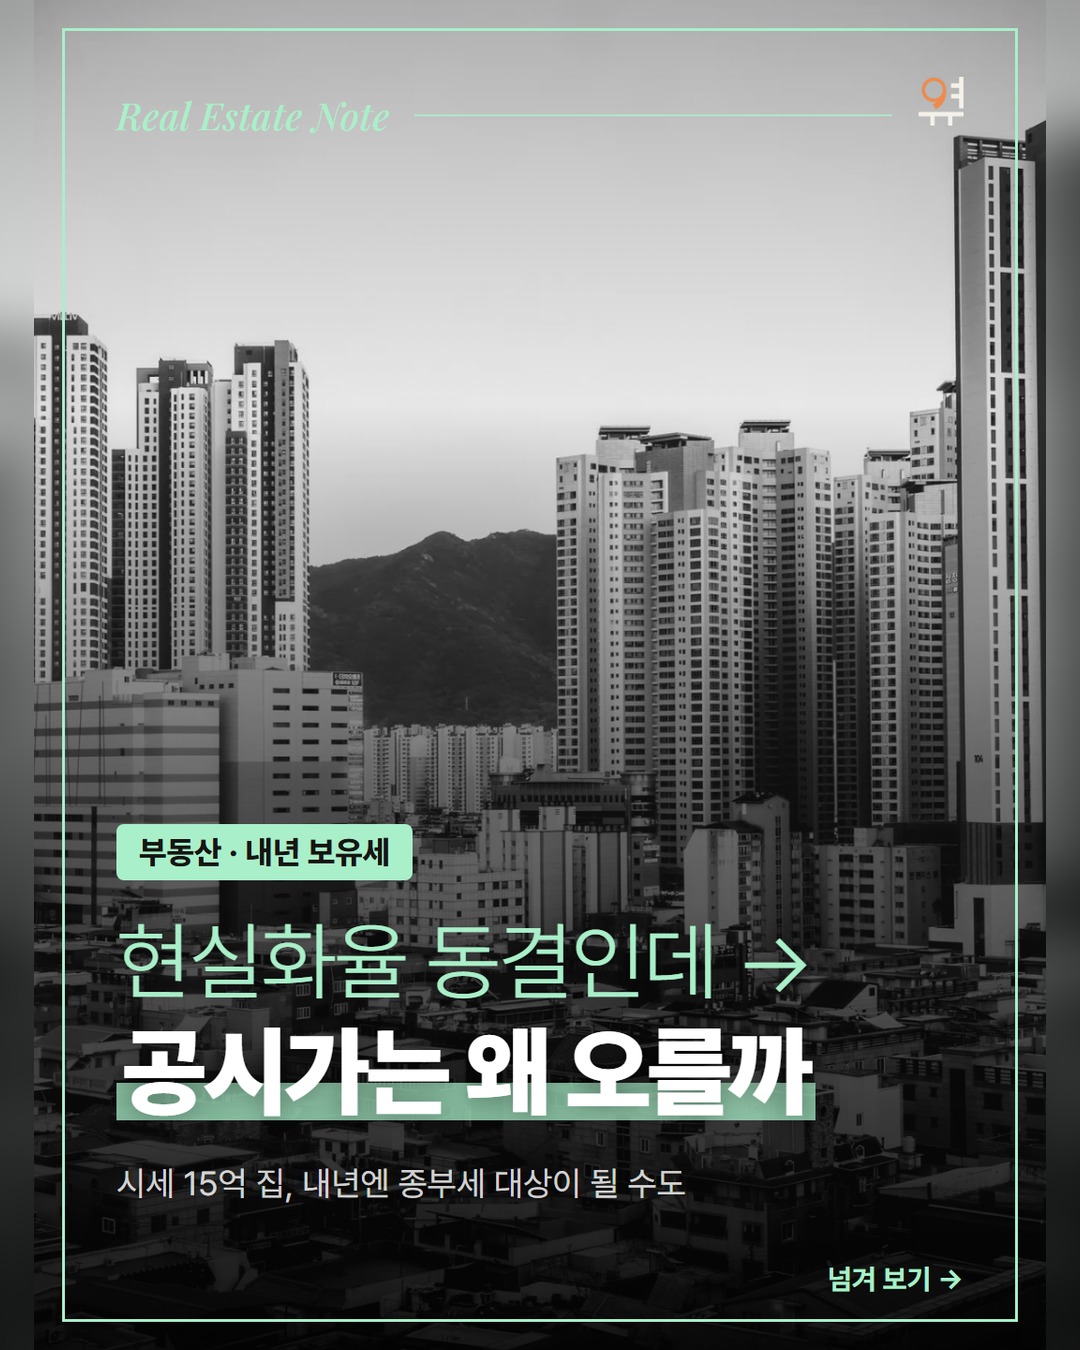 Real Estate Note
부동산 · 내년 보유세
현실화율 동결인데 →
공시가는 왜 오를까
시세 15억 집, 내년엔 종부세 대상이 될 수도
넘겨 보기 →
104